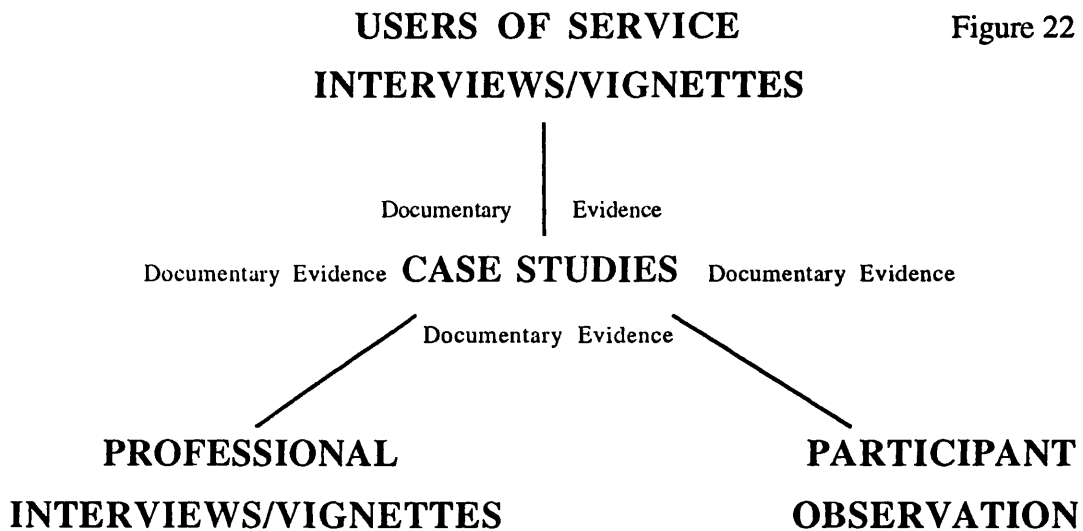 USERS OF SERVICE Figure 22
INTERVIEWS/VIGNETTES
Documentary Evidence
Documentary Evidence CASE STUDIES Documentary Evidence
Documentary Evidence
PROFESSIONAL PARTICIPANT
INTERVIEWS/VIGNETTES OBSERVATION